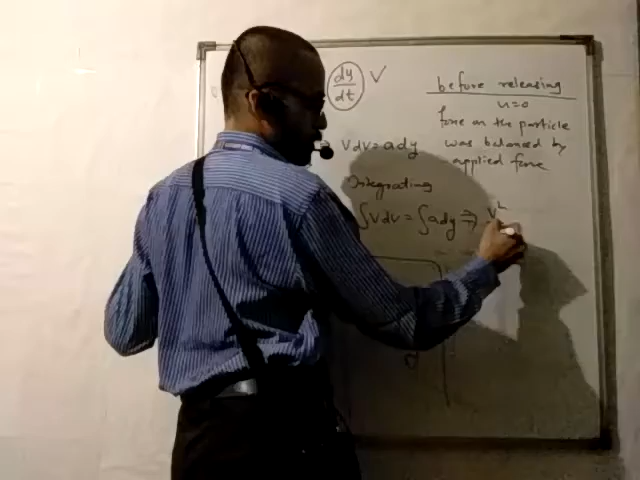 dy/dt V
Vdv = ady
Integrating
∫Vdv = ∫ady ⇒ V²
before releasing
u=0
force on the particle
was balanced by
applied force